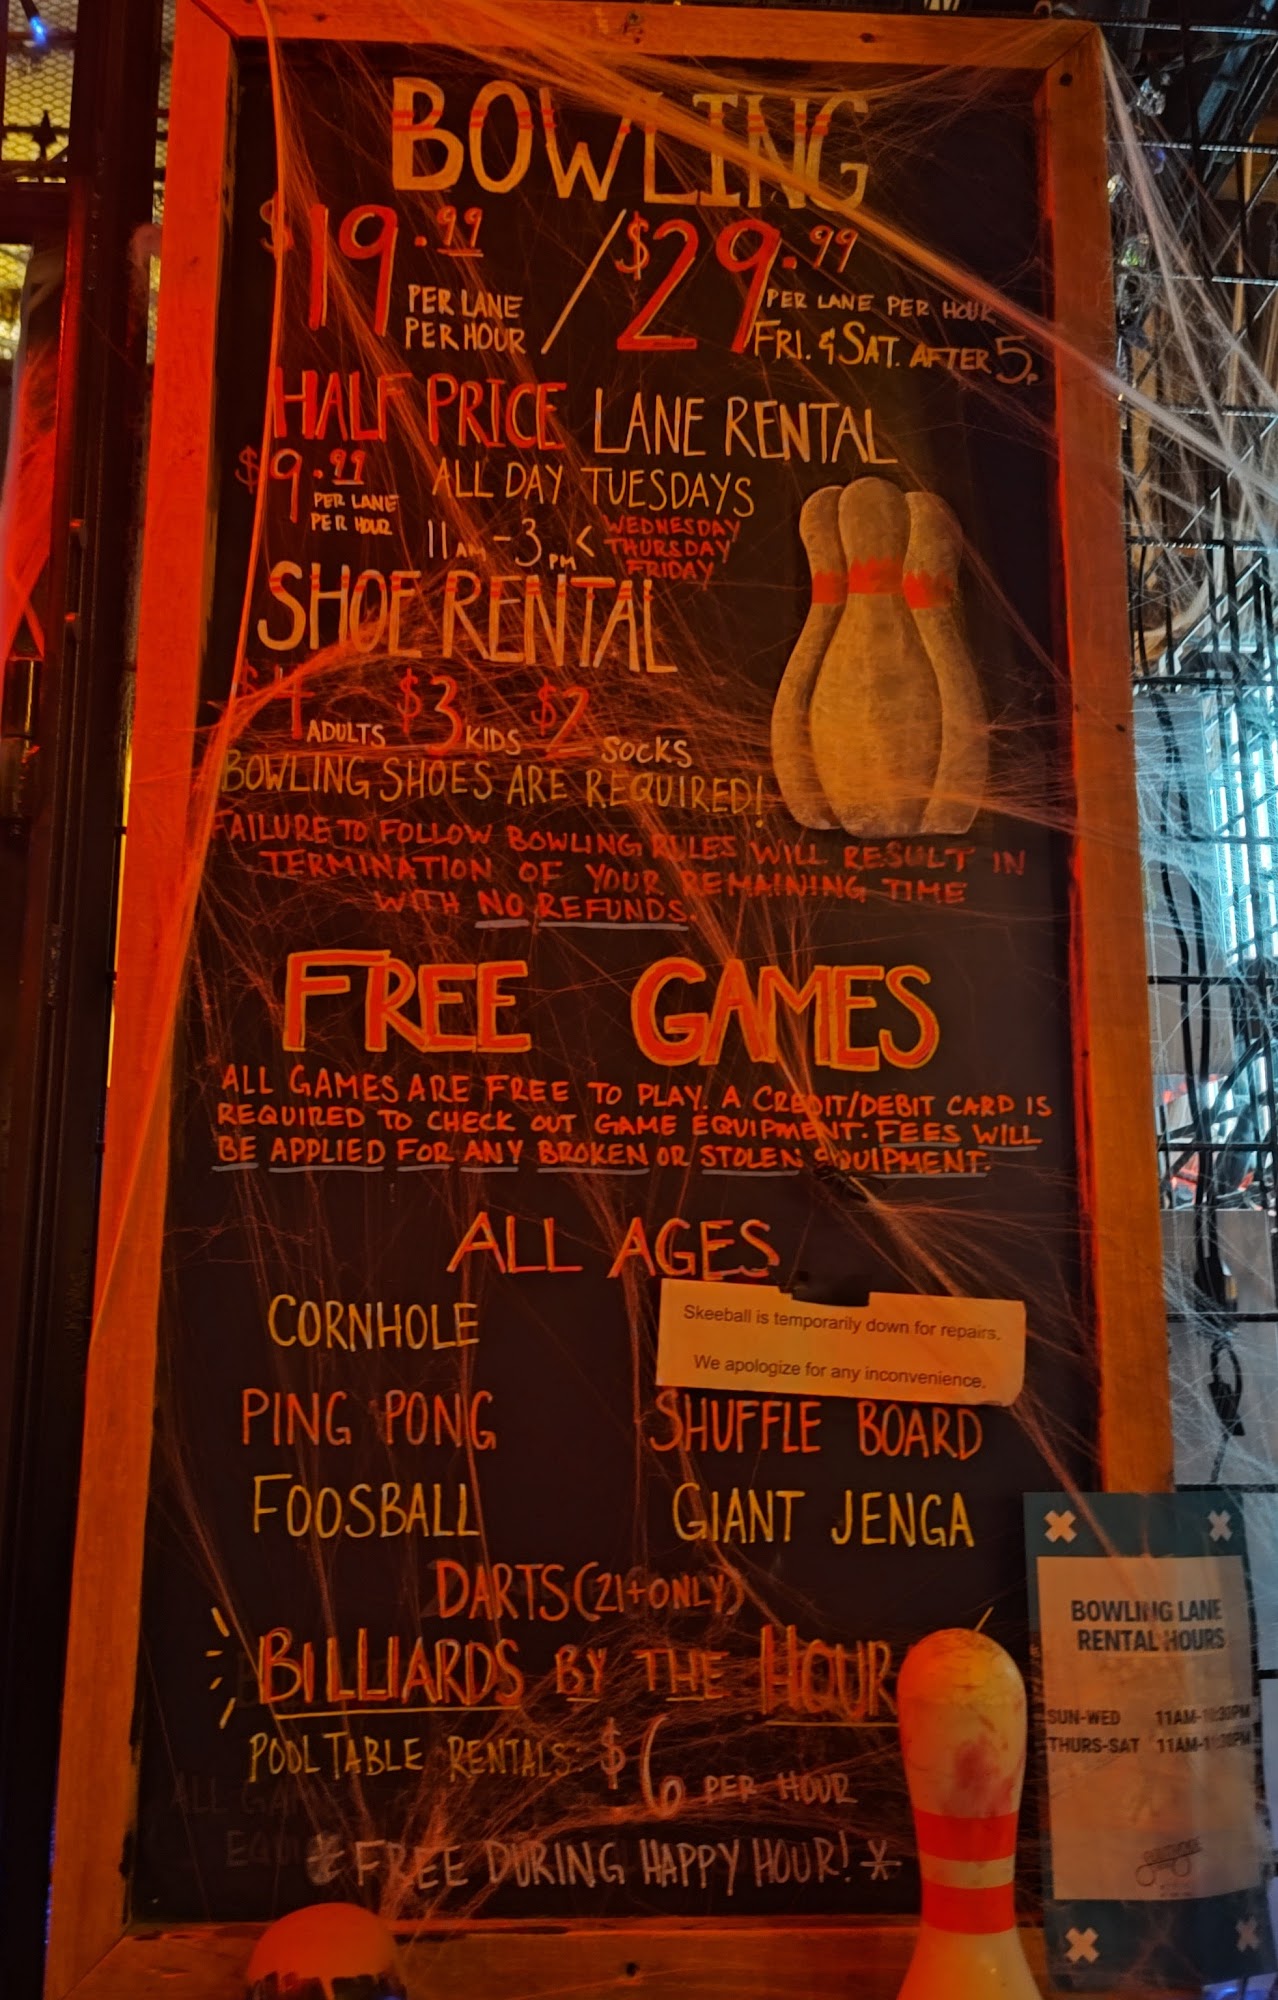 BOWLING
$19.99 PER LANE PER HOUR / $29.99 PER LANE PER HOUR FRI. & SAT. AFTER 5P
HALF PRICE LANE RENTAL
$9.99 PER LANE PER HOUR
ALL DAY TUESDAYS
11AM-3PM < WEDNESDAY THURSDAY FRIDAY
SHOE RENTAL
$4 ADULTS $3 KIDS $2 SOCKS
BOWLING SHOES ARE REQUIRED!
FAILURE TO FOLLOW BOWLING RULES WILL RESULT IN
TERMINATION OF YOUR REMAINING TIME
WITH NO REFUNDS.
FREE GAMES
ALL GAMES ARE FREE TO PLAY. A CREDIT/DEBIT CARD IS
REQUIRED TO CHECK OUT GAME EQUIPMENT. FEES WILL
BE APPLIED FOR ANY BROKEN OR STOLEN EQUIPMENT.
ALL AGES
CORNHOLE
Skeeball is temporarily down for repairs.
We apologize for any inconvenience.
PING PONG SHUFFLE BOARD
FOOSBALL GIANT JENGA
DARTS (21+ ONLY)
BILLIARDS BY THE HOUR
POOL TABLE RENTALS: $6 PER HOUR
* FREE DURING HAPPY HOUR! *
BOWLING LANE
RENTAL HOURS
SUN-WED 11AM-
THURS-SAT 11AM-